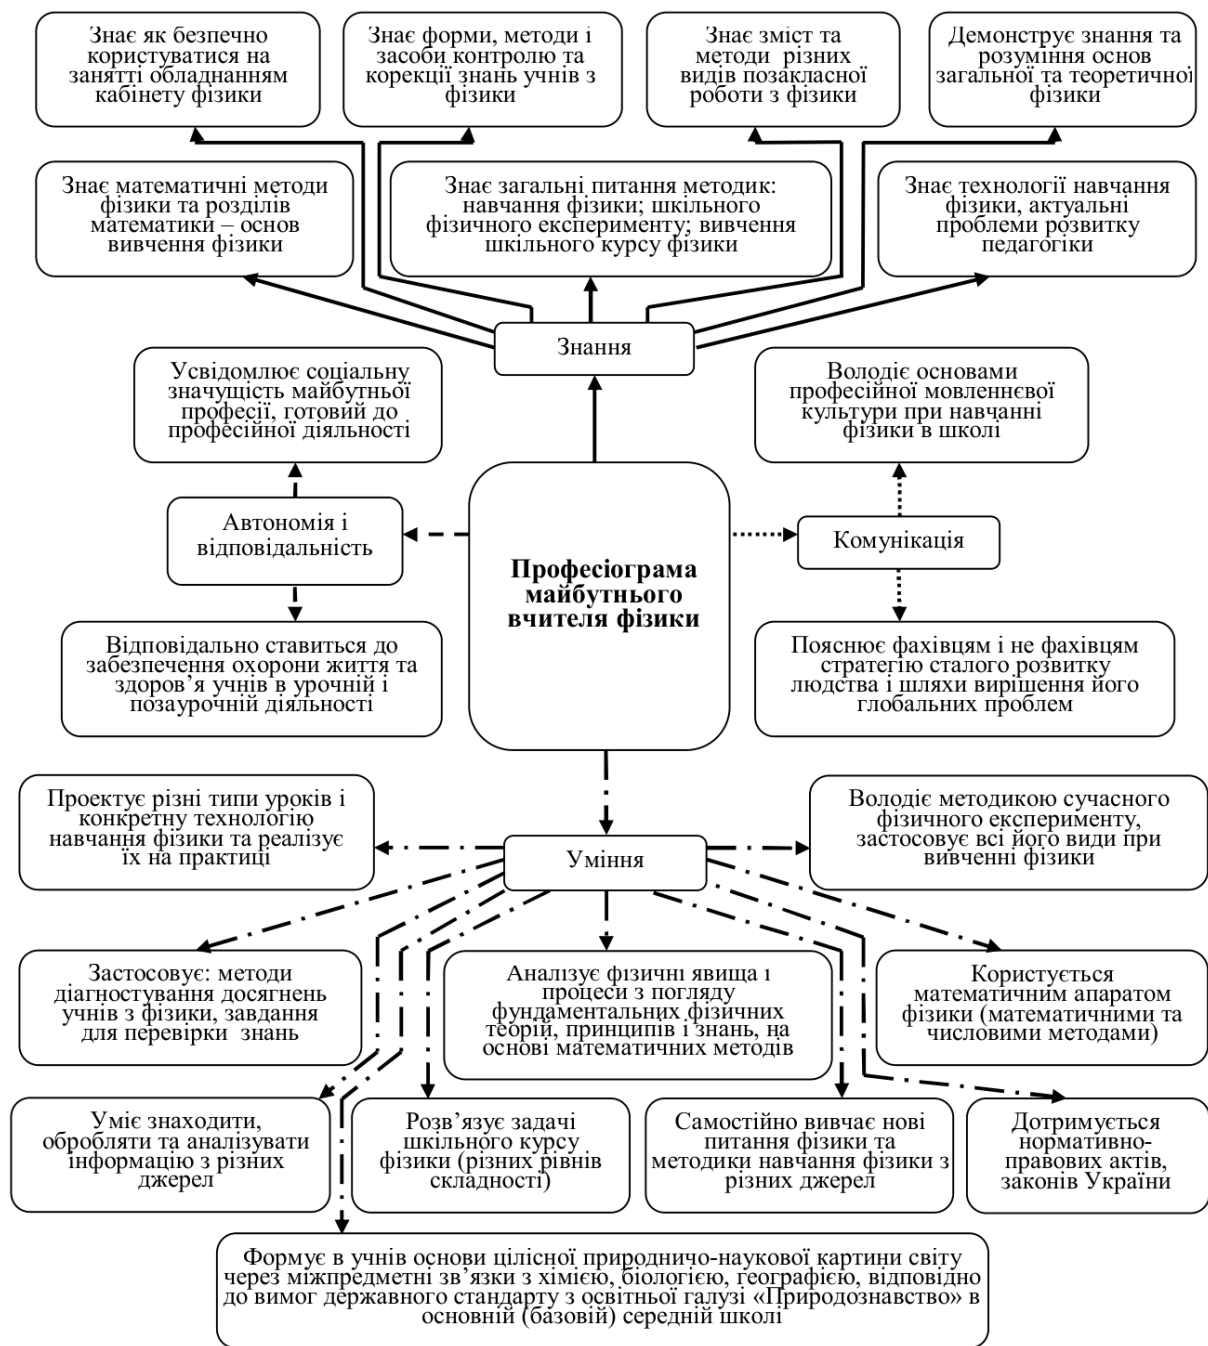 Знає як безпечно
користуватися на
занятті обладнанням
кабінету фізики
Знає форми, методи і
засоби контролю та
корекції знань учнів з
фізики
Знає зміст та
методи різних
видів позакласної
роботи з фізики
Демонструє знання та
розуміння основ
загальної та теоретичної
фізики
Знає математичні методи
фізики та розділів
математики – основ
вивчення фізики
Знає загальні питання методик:
навчання фізики; шкільного
фізичного експерименту; вивчення
шкільного курсу фізики
Знає технології навчання
фізики, актуальні
проблеми розвитку
педагогіки
Знання
Усвідомлює соціальну
значущість майбутньої
професії, готовий до
професійної діяльності
Володіє основами
професійної мовленнєвої
культури при навчанні
фізики в школі
Автономія і
відповідальність
Професіограма
майбутнього
вчителя фізики
Комунікація
Відповідально ставиться до
забезпечення охорони життя та
здоров’я учнів в урочній і
позаурочній діяльності
Пояснює фахівцям і не фахівцям
стратегію сталого розвитку
людства і шляхи вирішення його
глобальних проблем
Проектує різні типи уроків і
конкретну технологію
навчання фізики та реалізує
їх на практиці
Уміння
Володіє методикою сучасного
фізичного експерименту,
застосовує всі його види при
вивченні фізики
Застосовує: методи
діагностування досягнень
учнів з фізики, завдання
для перевірки знань
Аналізує фізичні явища і
процеси з погляду
фундаментальних фізичних
теорій, принципів і знань, на
основі математичних методів
Користується
математичним апаратом
фізики (математичними та
числовими методами)
Уміє знаходити,
обробляти та аналізувати
інформацію з різних
джерел
Розв’язує задачі
шкільного курсу
фізики (різних рівнів
складності)
Самостійно вивчає нові
питання фізики та
методики навчання фізики з
різних джерел
Дотримується
нормативно-
правових актів,
законів України
Формує в учнів основи цілісної природничо-наукової картини світу
через міжпредметні зв’язки з хімією, біологією, географією, відповідно
до вимог державного стандарту з освітньої галузі «Природознавство» в
основній (базовій) середній школі